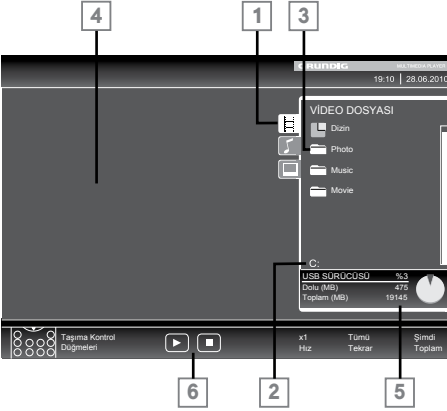 4
1
3
GRUNDIG
MULTIMEDIA PLAYER
19:10 | 28.06.2010
VİDEO DOSYASI
Dizin
Photo
Music
Movie
C:
USB SÜRÜCÜSÜ %3
Dolu (MB) 475
Toplam (MB) 19145
Taşıma Kontrol
Düğmeleri
x1 Tümü Şimdi
Hız Tekrar Toplam
6
2
5